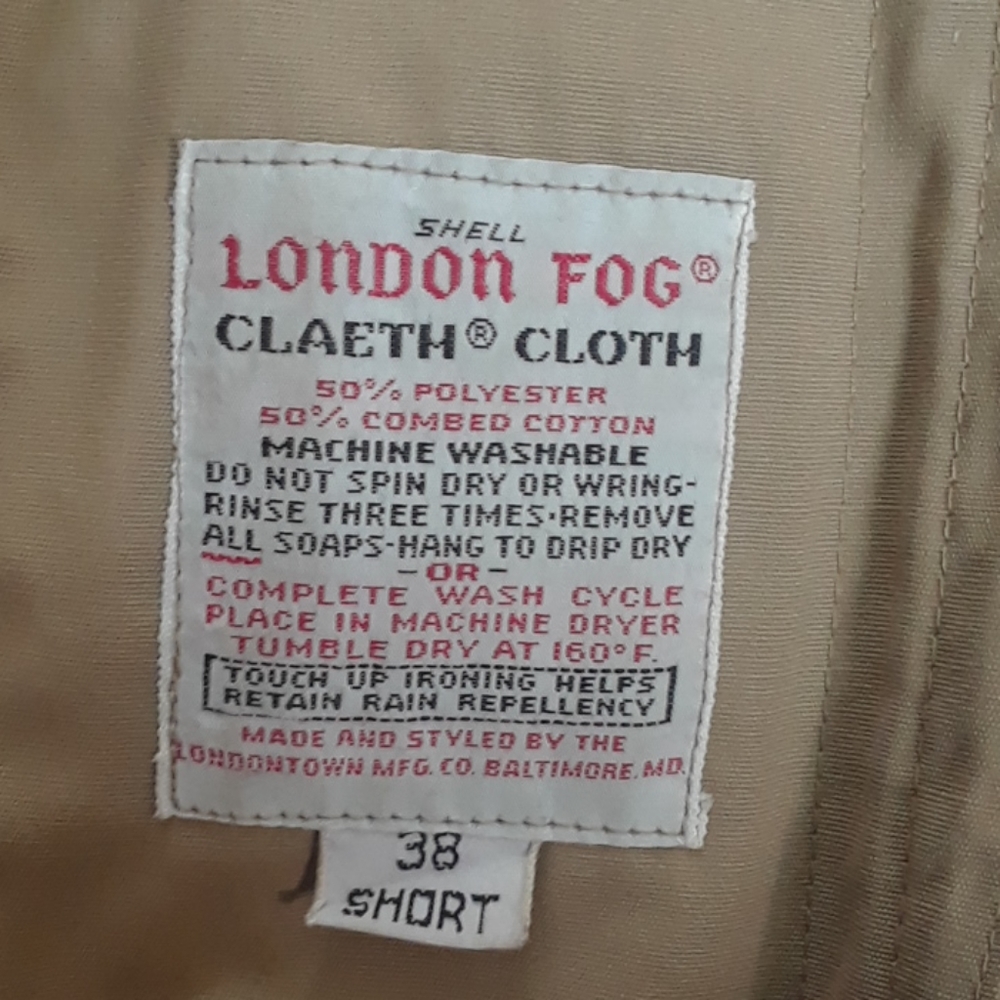 SHELL
LONDON FOG®
CLAETH® CLOTH
50% POLYESTER
50% COMBED COTTON
MACHINE WASHABLE
DO NOT SPIN DRY OR WRING-
RINSE THREE TIMES·REMOVE
ALL SOAPS-HANG TO DRIP DRY
-OR-
COMPLETE WASH CYCLE
PLACE IN MACHINE DRYER
TUMBLE DRY AT 160° F.
TOUCH UP IRONING HELPS
RETAIN RAIN REPELLENCY
MADE AND STYLED BY THE
LONDONTOWN MFG. CO. BALTIMORE. MD.
38
SHORT